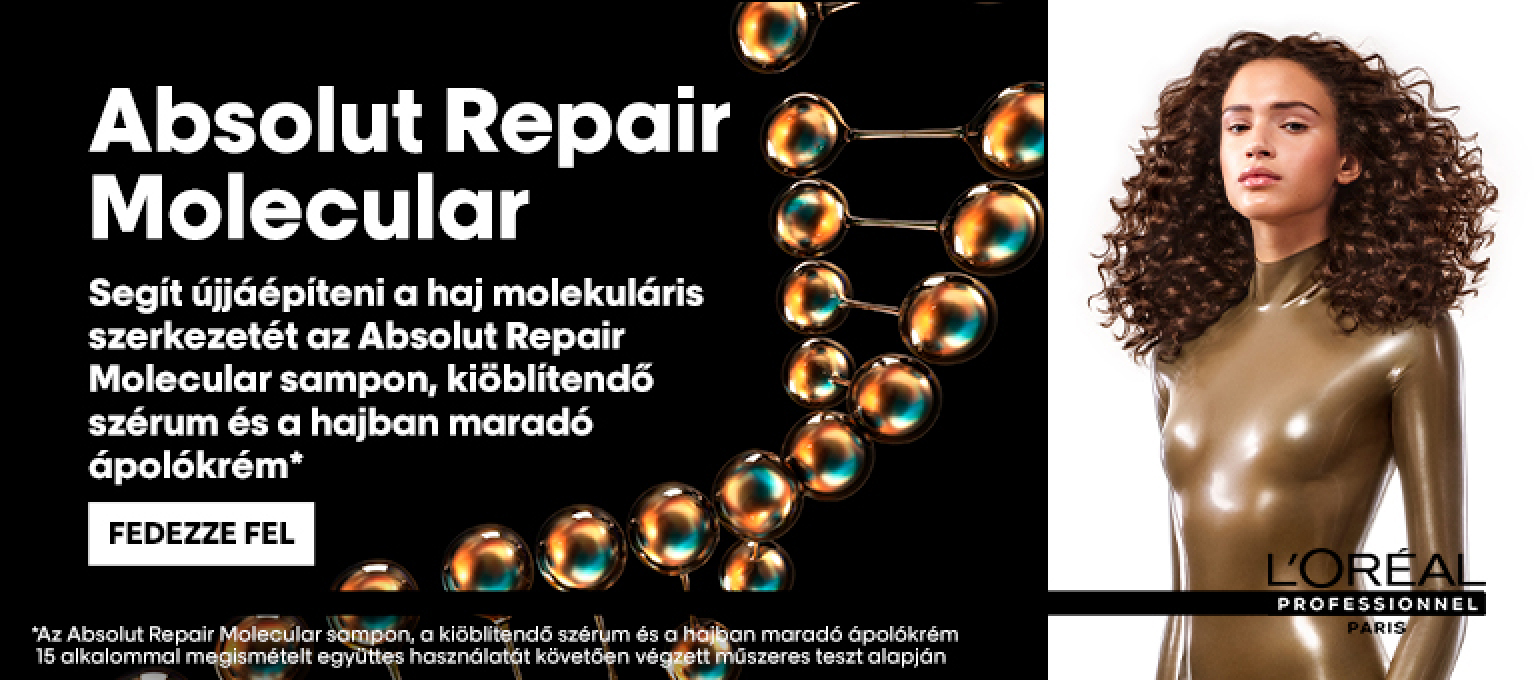 Absolut Repair
Molecular
Segít újjáépíteni a haj molekuláris
szerkezetét az Absolut Repair
Molecular sampon, kiöblítendő
szérum és a hajban maradó
ápolókrém*
FEDEZZE FEL
*Az Absolut Repair Molecular sampon, a kiöblítendő szérum és a hajban maradó ápolókrém
15 alkalommal megismételt együttes használatát követően végzett műszeres teszt alapján
L'ORÉAL
PROFESSIONNEL
PARIS